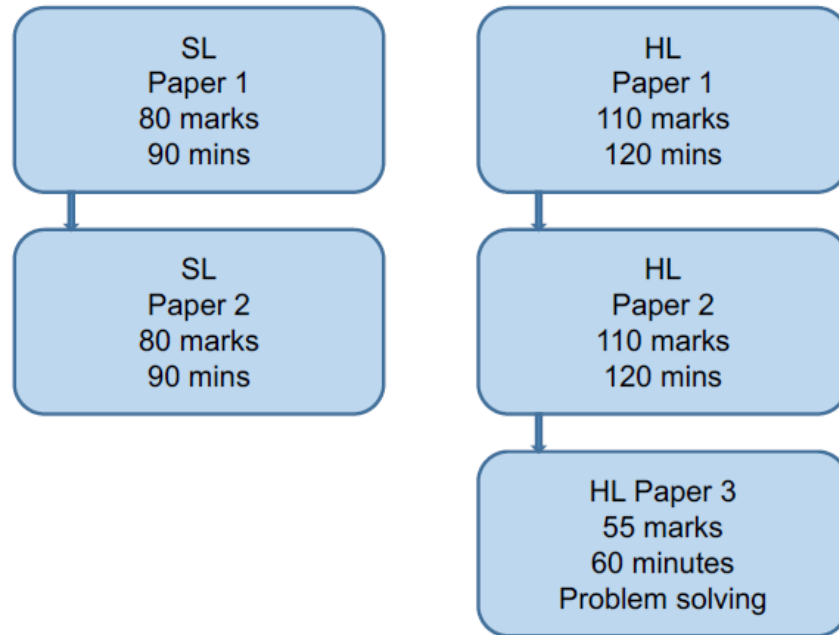 SL
Paper 1
80 marks
90 mins
SL
Paper 2
80 marks
90 mins
HL
Paper 1
110 marks
120 mins
HL
Paper 2
110 marks
120 mins
HL Paper 3
55 marks
60 minutes
Problem solving